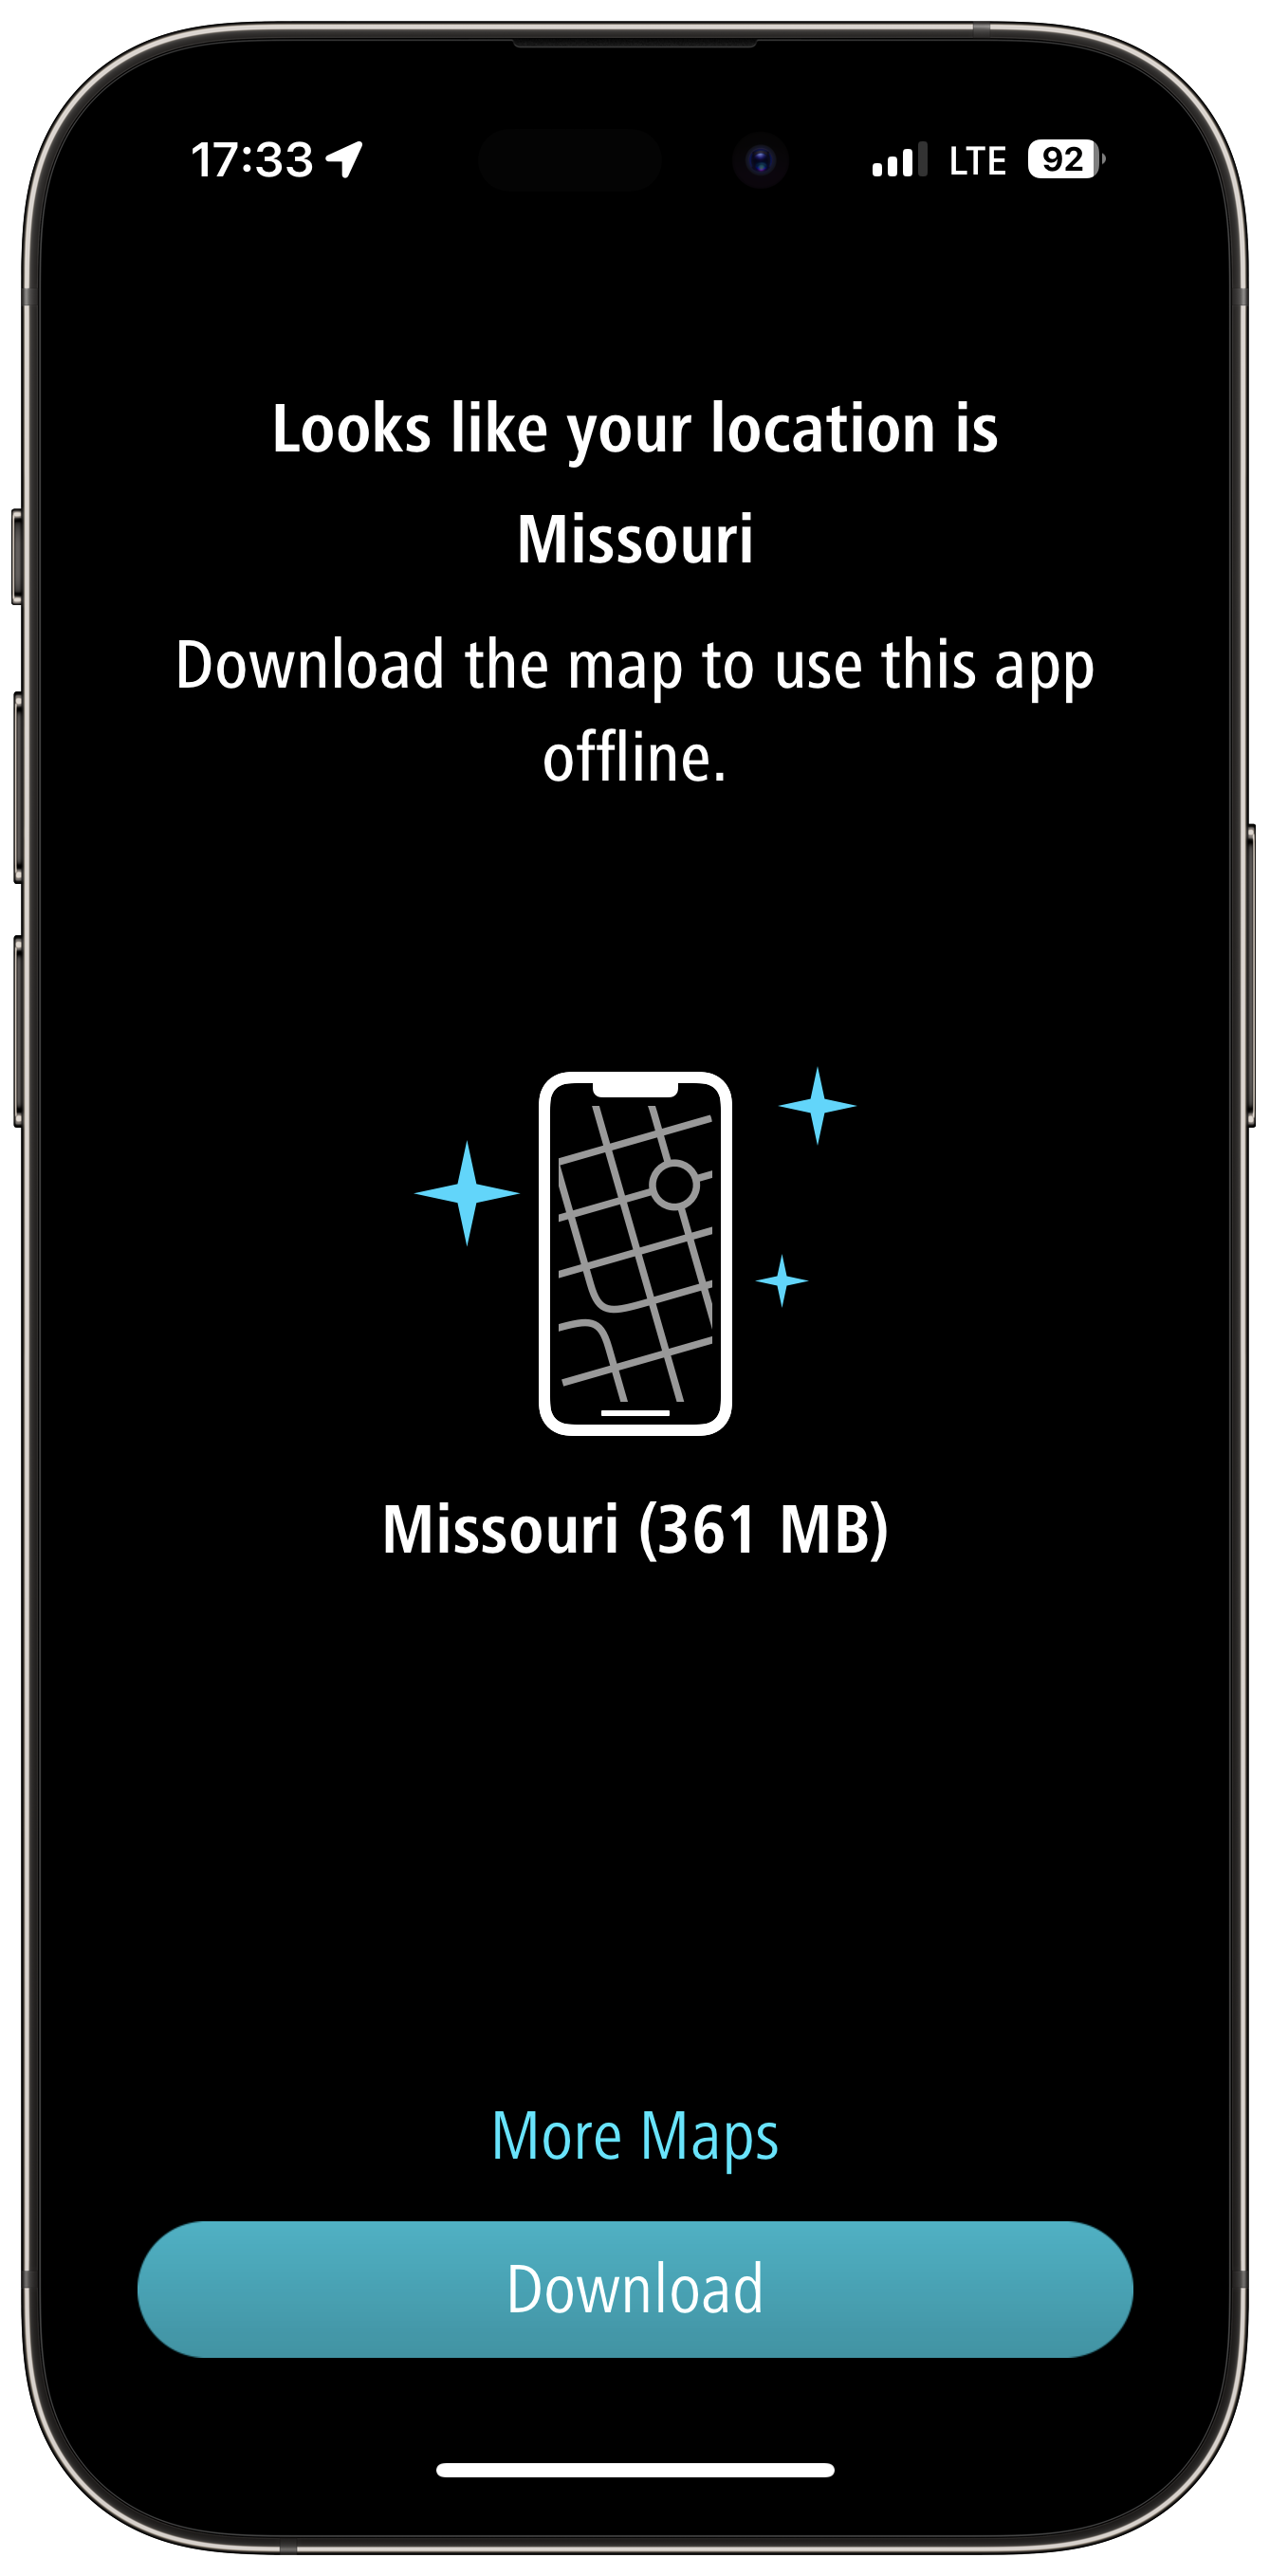 17:33 LTE 92
Looks like your location is
Missouri
Download the map to use this app
offline.
Missouri (361 MB)
More Maps
Download